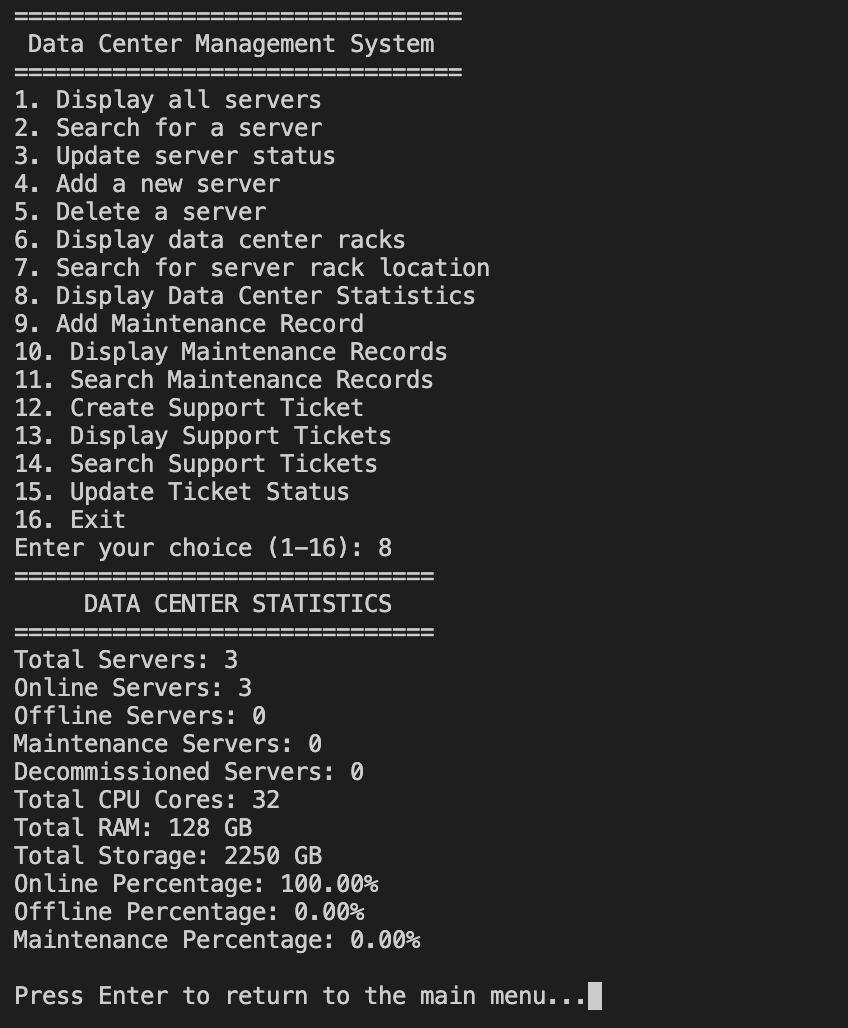 ================================
 Data Center Management System
================================
1. Display all servers
2. Search for a server
3. Update server status
4. Add a new server
5. Delete a server
6. Display data center racks
7. Search for server rack location
8. Display Data Center Statistics
9. Add Maintenance Record
10. Display Maintenance Records
11. Search Maintenance Records
12. Create Support Ticket
13. Display Support Tickets
14. Search Support Tickets
15. Update Ticket Status
16. Exit
Enter your choice (1-16): 8
==============================
     DATA CENTER STATISTICS
==============================
Total Servers: 3
Online Servers: 3
Offline Servers: 0
Maintenance Servers: 0
Decommissioned Servers: 0
Total CPU Cores: 32
Total RAM: 128 GB
Total Storage: 2250 GB
Online Percentage: 100.00%
Offline Percentage: 0.00%
Maintenance Percentage: 0.00%

Press Enter to return to the main menu...